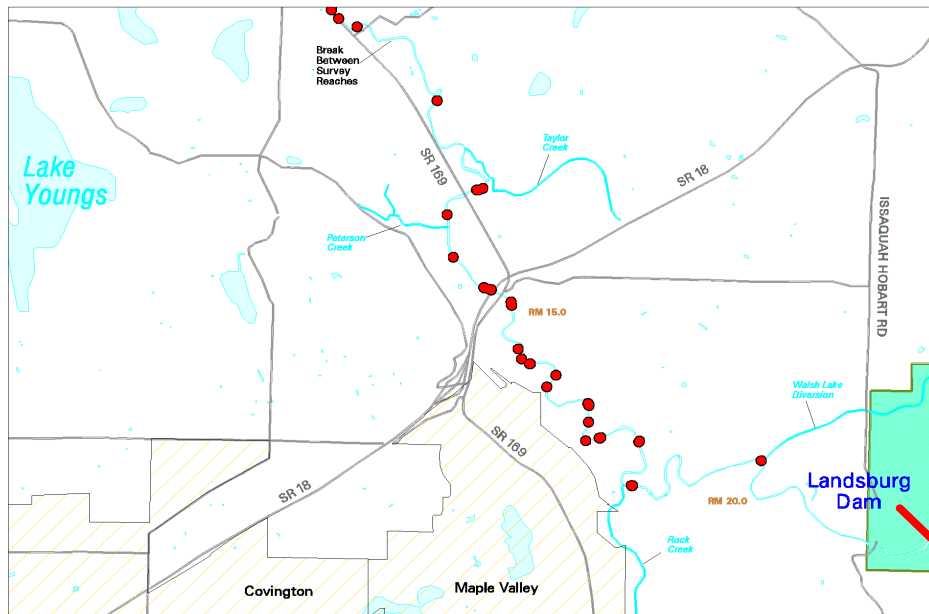 Break
Between
Survey
Reaches
Lake
Youngs
Taylor
Creek
SR 169
SR 18
ISSAQUAH HOBART RD
Peterson
Creek
RM 15.0
Walsh Lake
Diversion
SR 169
Landsburg
Dam
SR 18
RM 20.0
Rock
Creek
Covington
Maple Valley